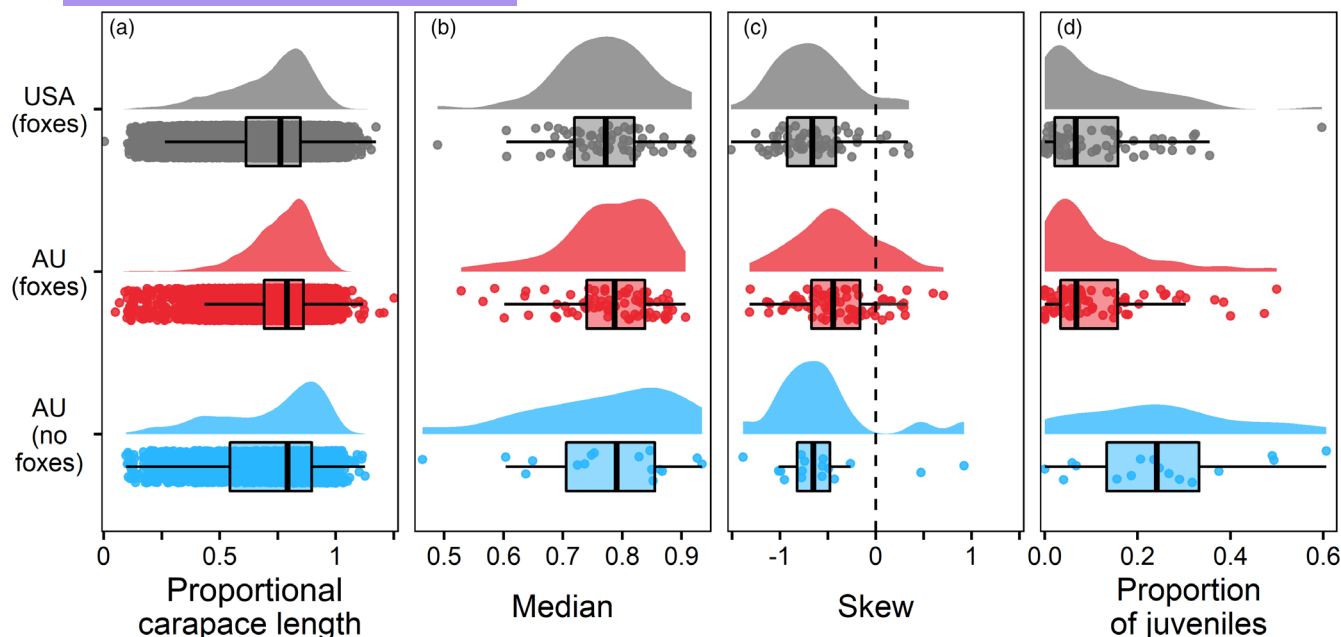 (a)
(b)
(c)
(d)
USA
(foxes)
AU
(foxes)
AU
(no
foxes)
0 0.5 1
0.5 0.6 0.7 0.8 0.9
-1 0 1
0.0 0.2 0.4 0.6
Proportional
carapace length
Median
Skew
Proportion
of juveniles